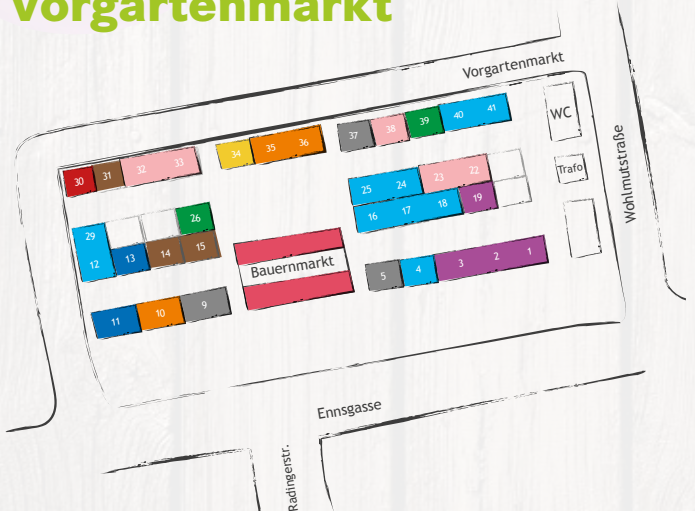 Vorgartenmarkt
Vorgartenmarkt
37 38 39 40 41
WC
34 35 36
30 31 32 33
Trafo
Wohlmutstraße
25 24 23 22
16 17 18 19
26
29
12 13 14 15
Bauernmarkt
5 4 3 2 1
11 10 9
Ennsgasse
Radingerstr.